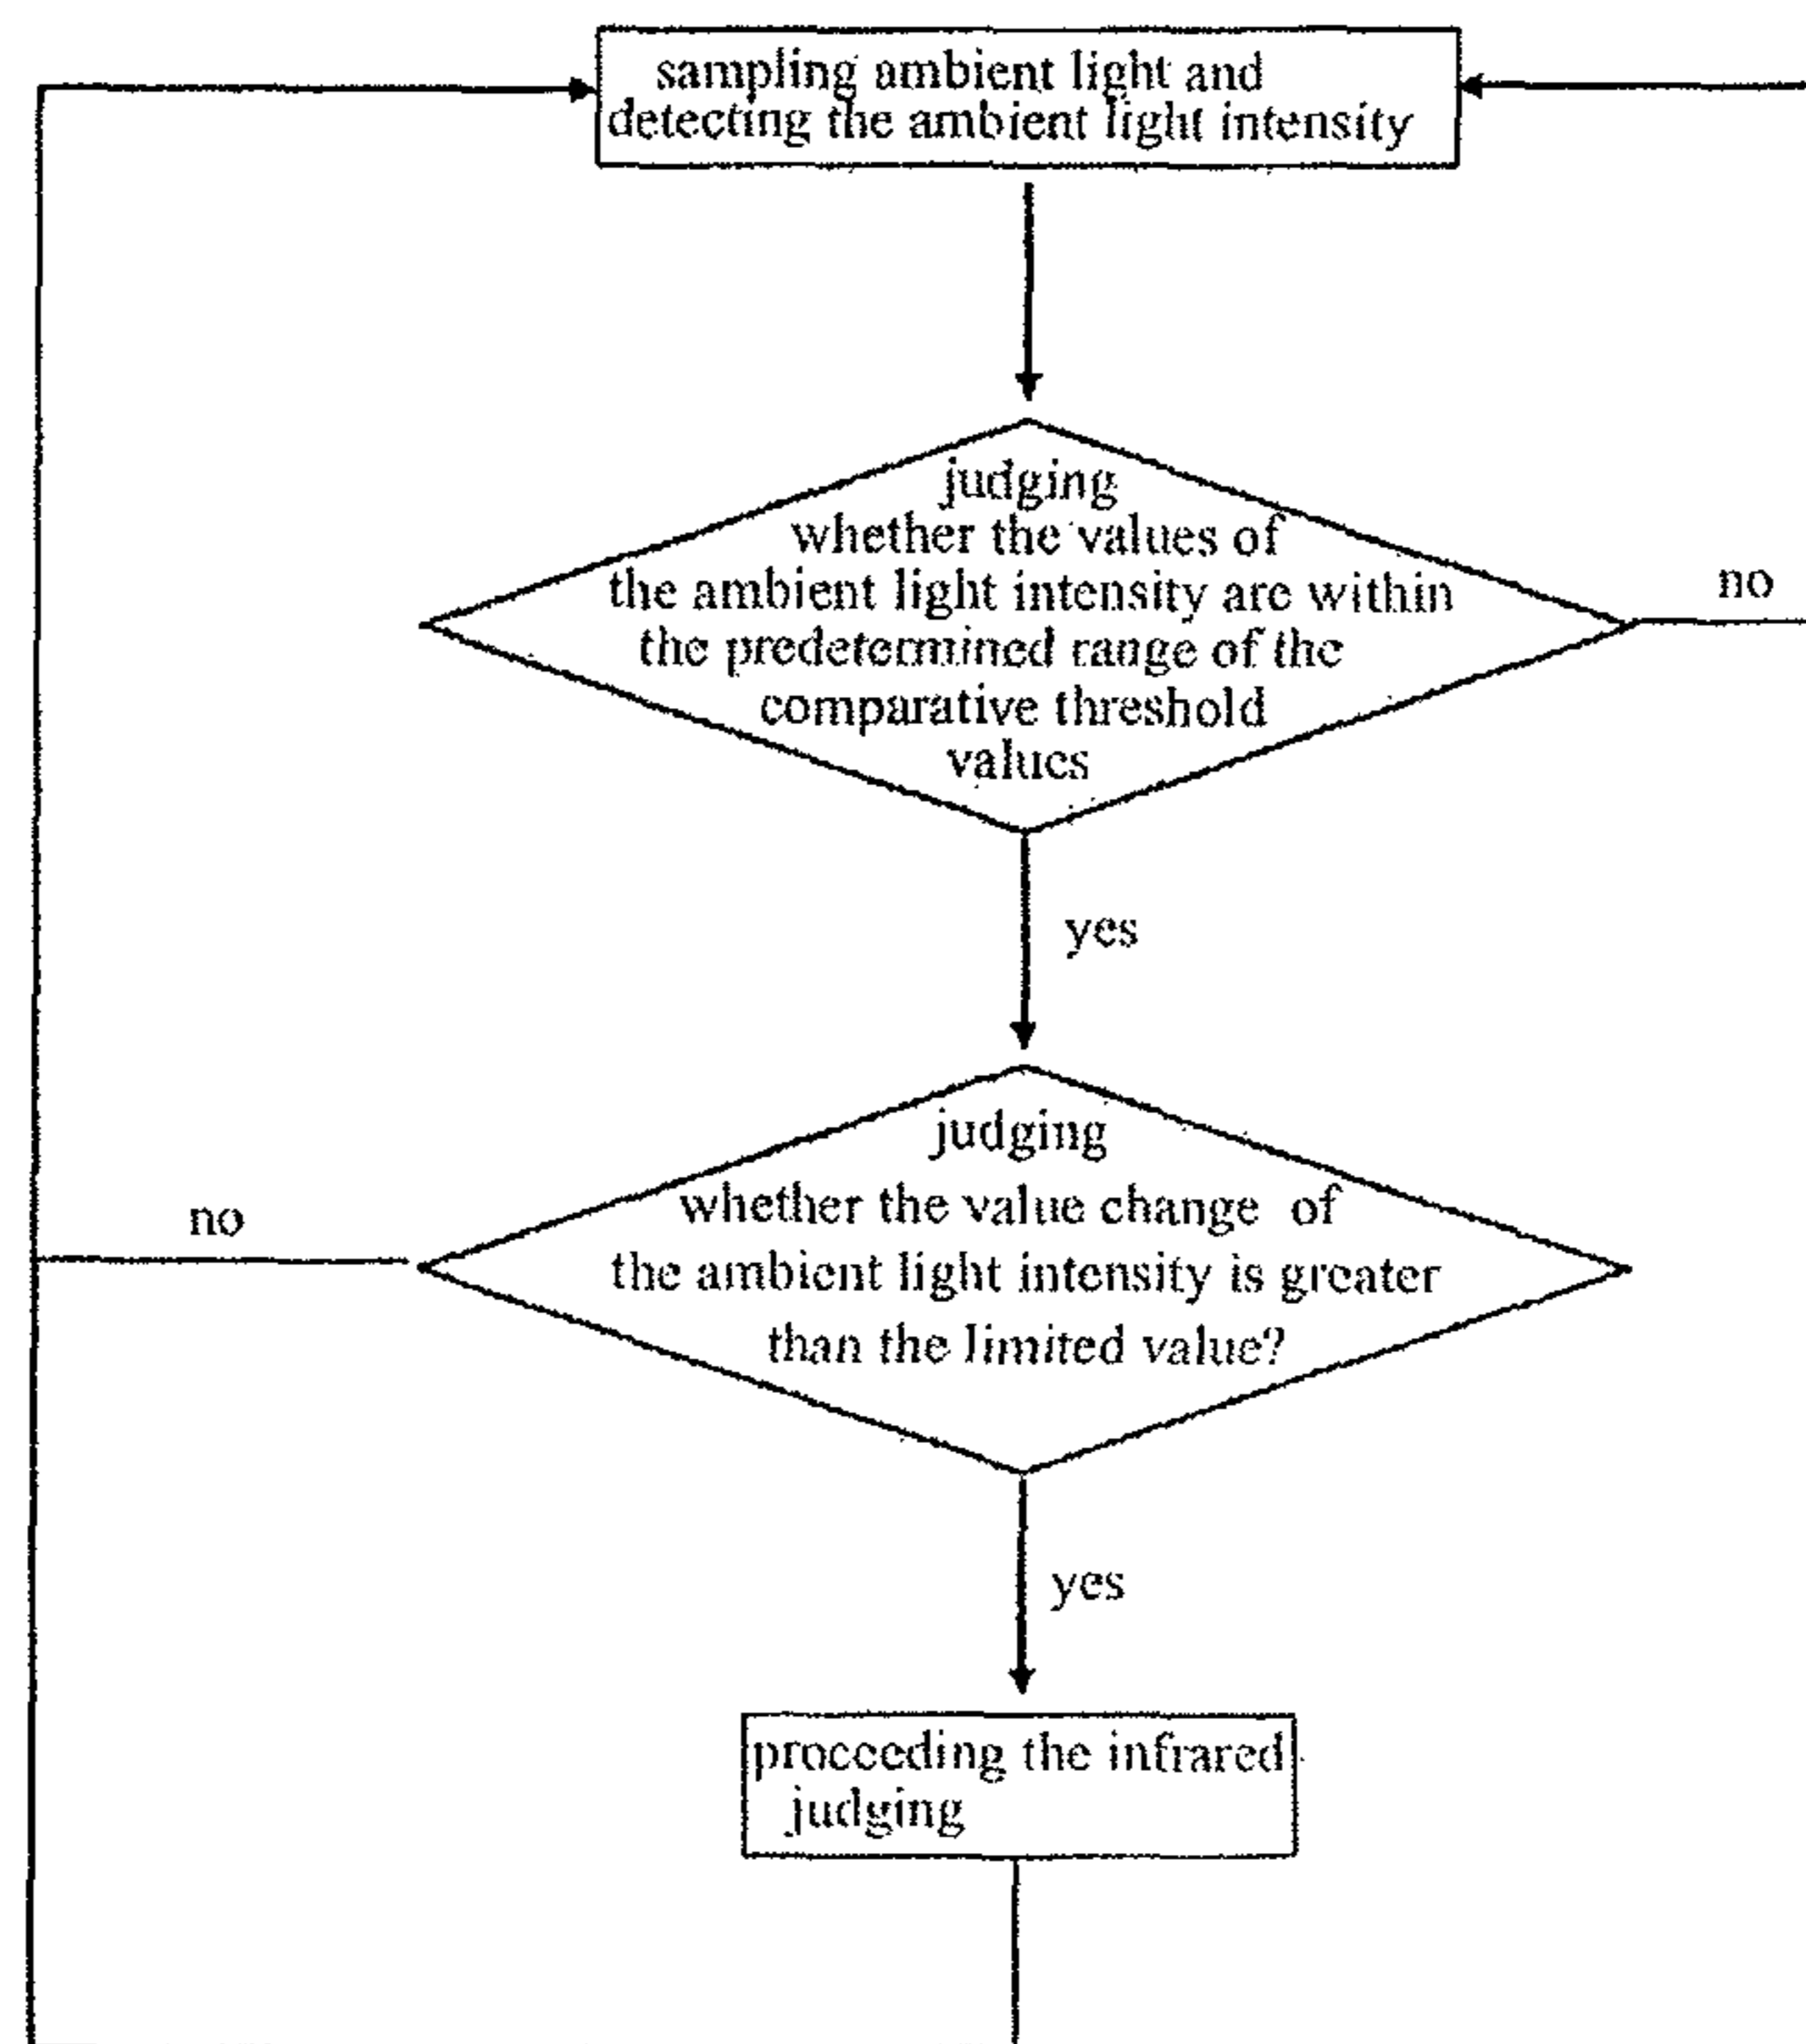 sampling ambient light and
detecting the ambient light intensity
judging
whether the values of
the ambient light intensity are within
the predetermined range of the
comparative threshold
values
no
yes
judging
whether the value change of
the ambient light intensity is greater
than the limited value?
no
yes
proceeding the infrared
judging